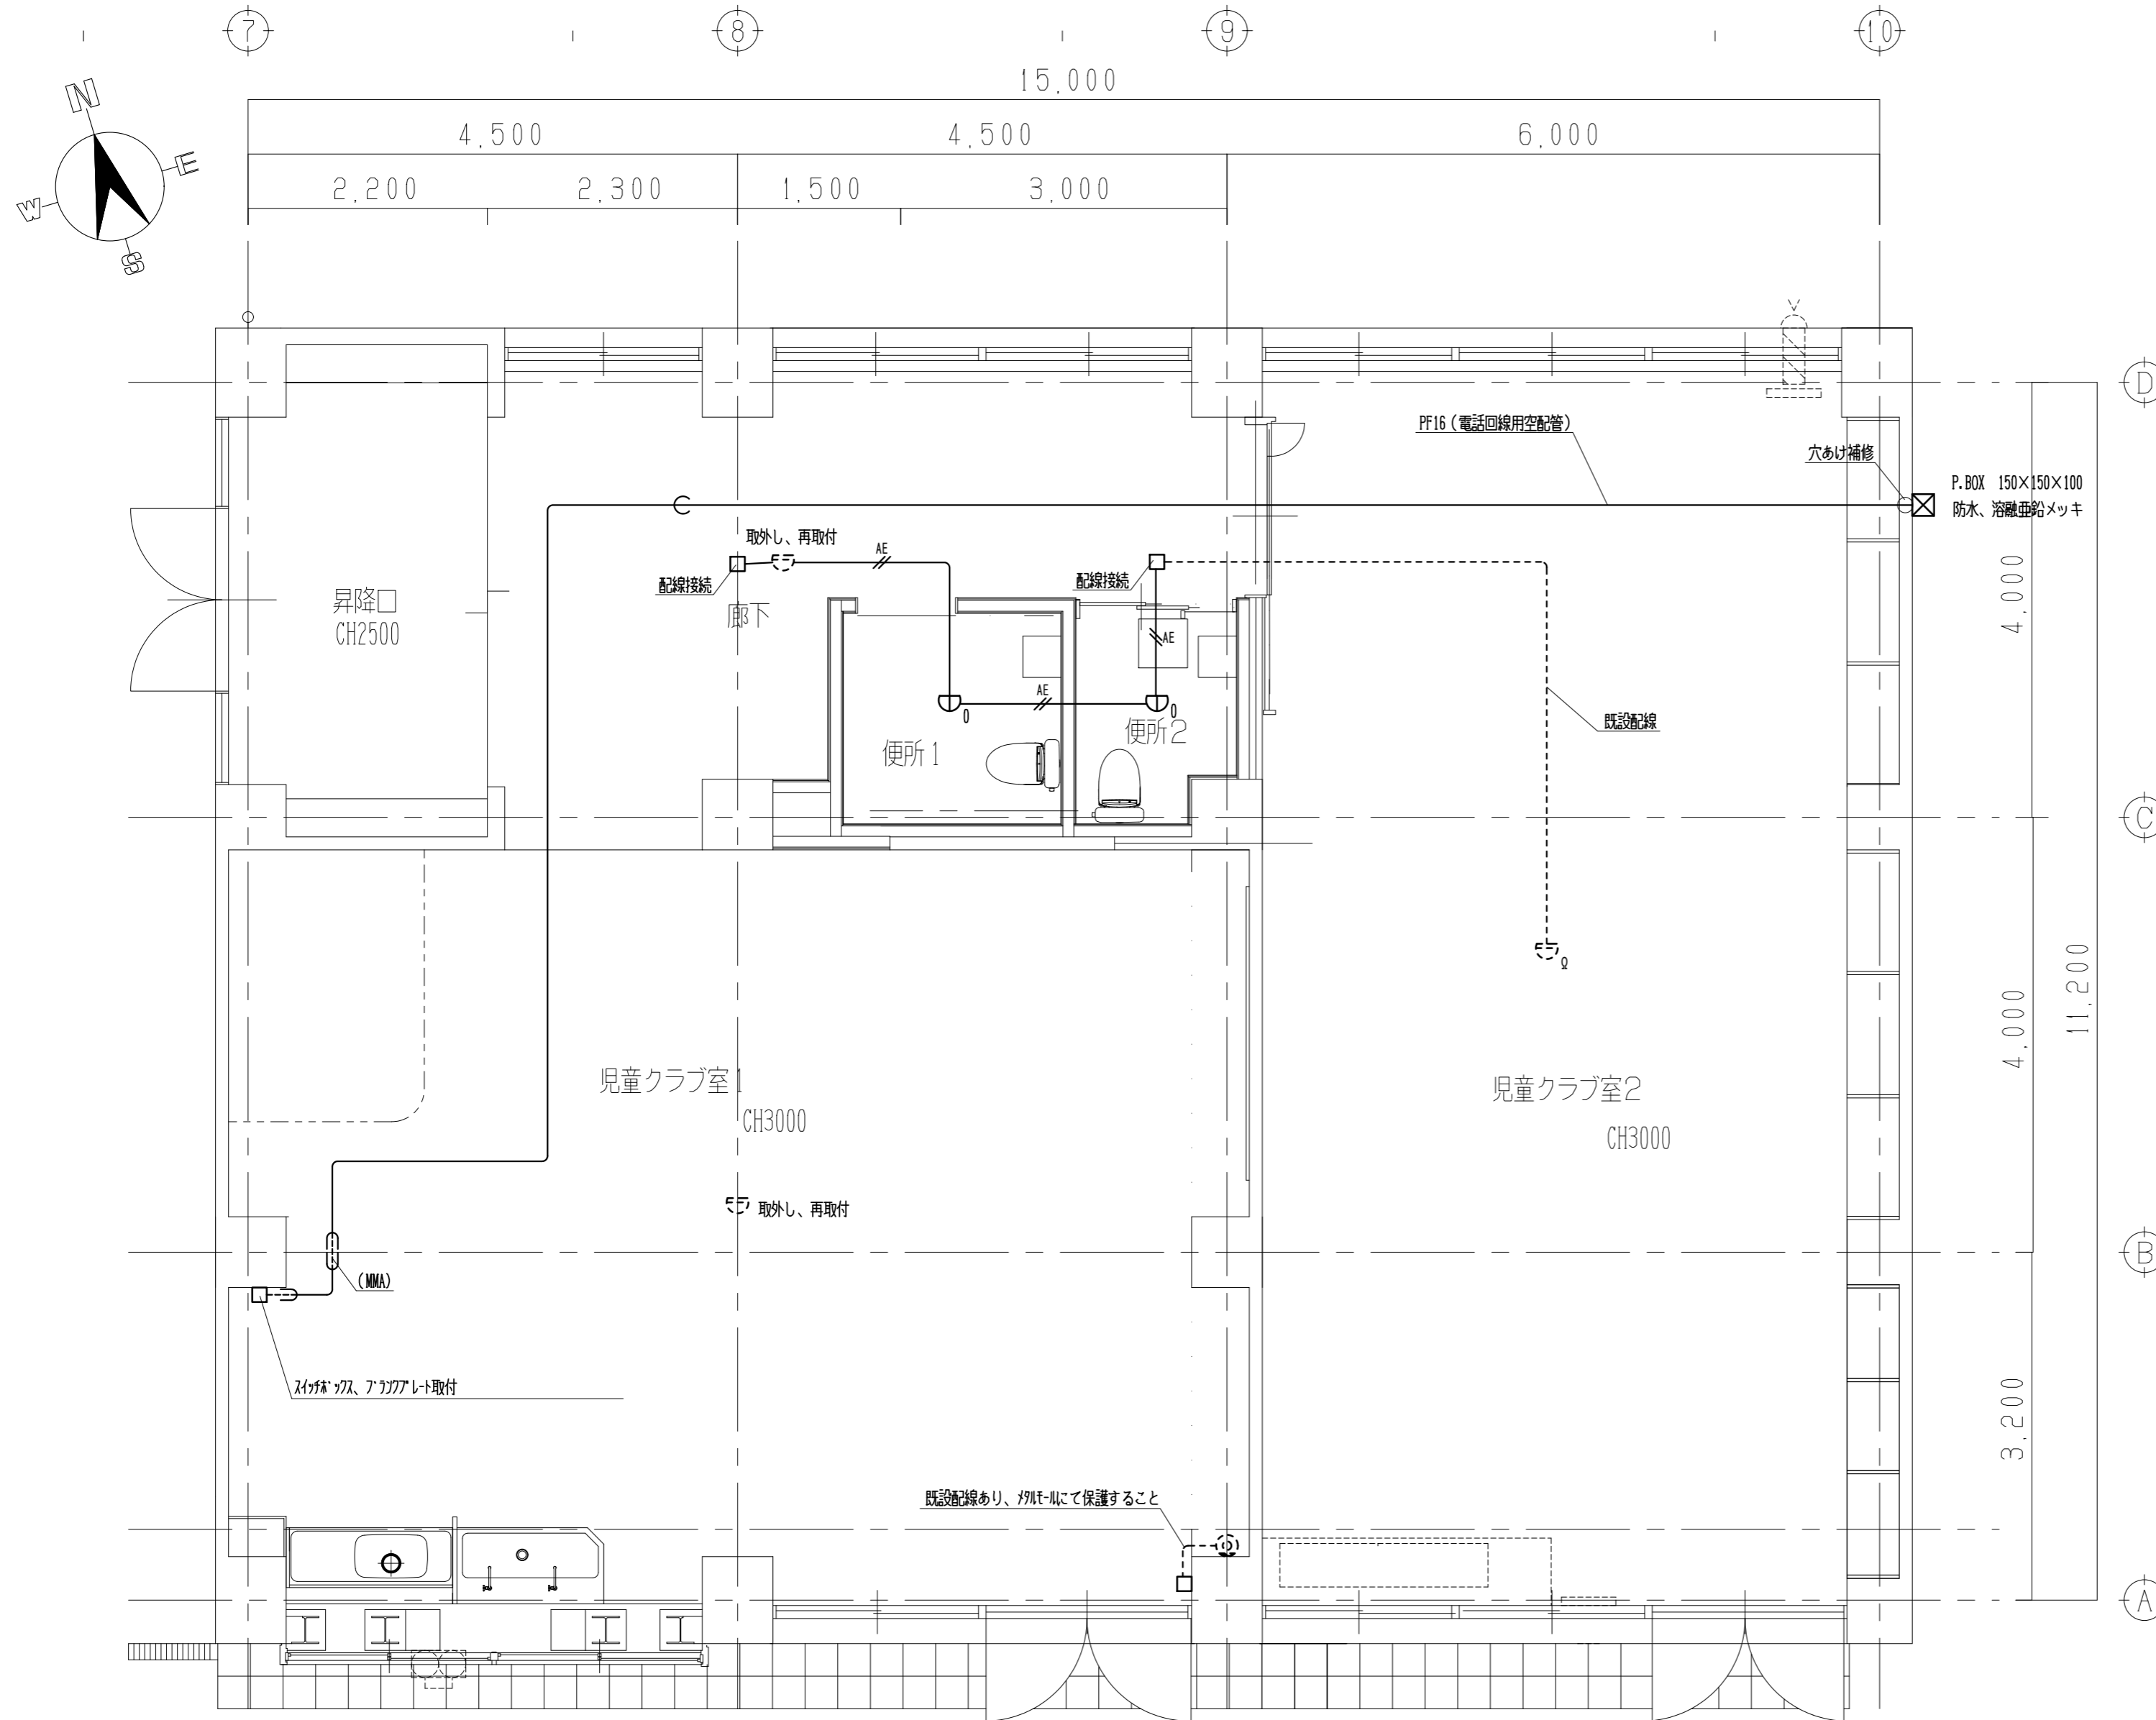 7
8
9
10
15,000
N
4,500
4,500
6,000
E
2,200
2,300
1,500
3,000
W
S
D
PF16(電話回線用空配管)
穴あけ補修
P.BOX 150×150×100
防水、溶融亜鉛メッキ
取外し、再取付
AE
配線接続
配線接続
4,000
昇降口
CH2500
廊下
AE
AE
便所1
便所2
既設配線
C
4,000
11,200
児童クラブ室1
CH3000
児童クラブ室2
CH3000
取外し、再取付
B
(MMA)
スイッチボックス、ブランクプレート取付
3,200
既設配線あり、メタルモールにて保護すること
A